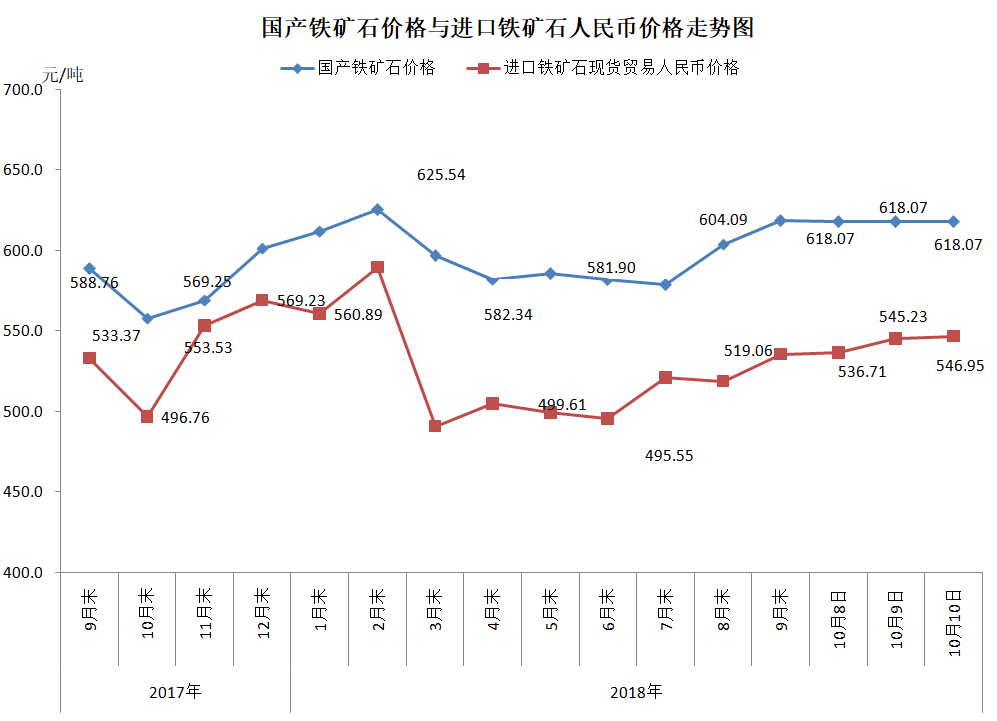 国产铁矿石价格与进口铁矿石人民币价格走势图
元/吨
国产铁矿石价格
进口铁矿石现货贸易人民币价格
700.0
650.0
600.0
550.0
500.0
450.0
400.0
588.76
569.25
625.54
582.34
581.90
604.09
618.07
618.07
618.07
533.37
496.76
553.53
569.23
560.89
499.61
495.55
519.06
536.71
545.23
546.95
9月末
10月末
11月末
12月末
1月末
2月末
3月末
4月末
5月末
6月末
7月末
8月末
9月末
10月8日
10月9日
10月10日
2017年
2018年